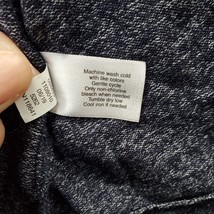 Machine wash cold
with like colors
Gentle cycle
Only non-chlorine
bleach when needed
Tumble dry low
Cool iron if needed